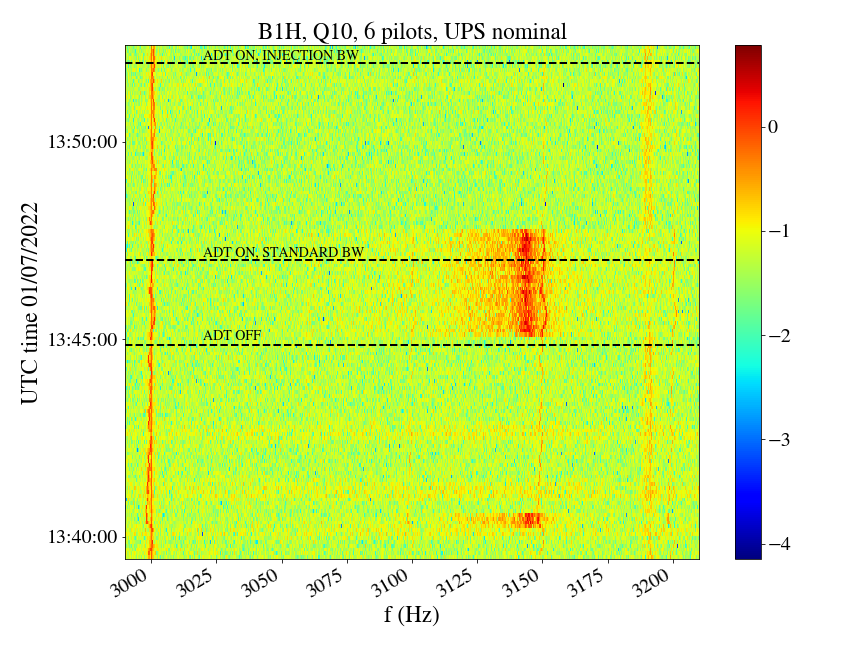 B1H, Q10, 6 pilots, UPS nominal
ADT ON, INJECTION BW
ADT ON, STANDARD BW
ADT OFF
UTC time 01/07/2022
13:50:00
13:45:00
13:40:00
3000
3025
3050
3075
3100
3125
3150
3175
3200
f (Hz)
0
−1
−2
−3
−4